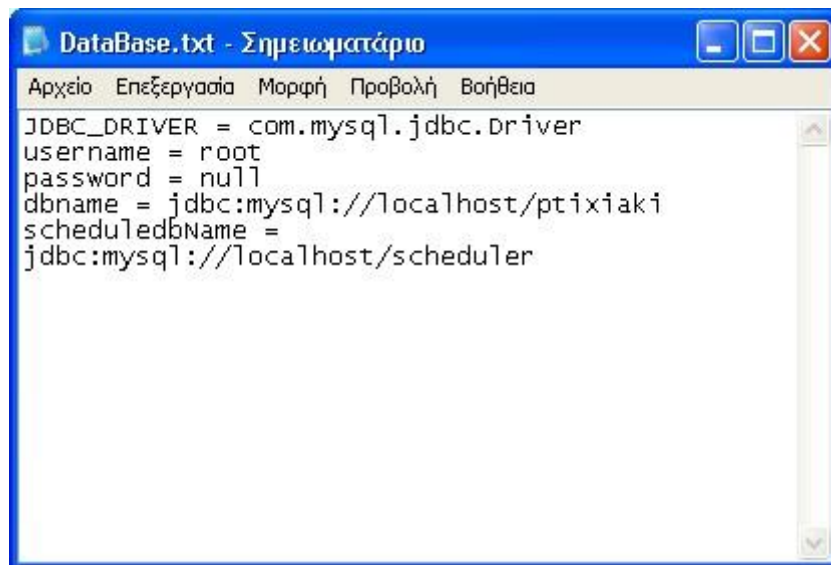 DataBase.txt - Σημειωματάριο
Αρχείο Επεξεργασία Μορφή Προβολή Βοήθεια
JDBC_DRIVER = com.mysql.jdbc.Driver
username = root
password = null
dbname = jdbc:mysql://localhost/ptixiaki
scheduledbName =
jdbc:mysql://localhost/scheduler